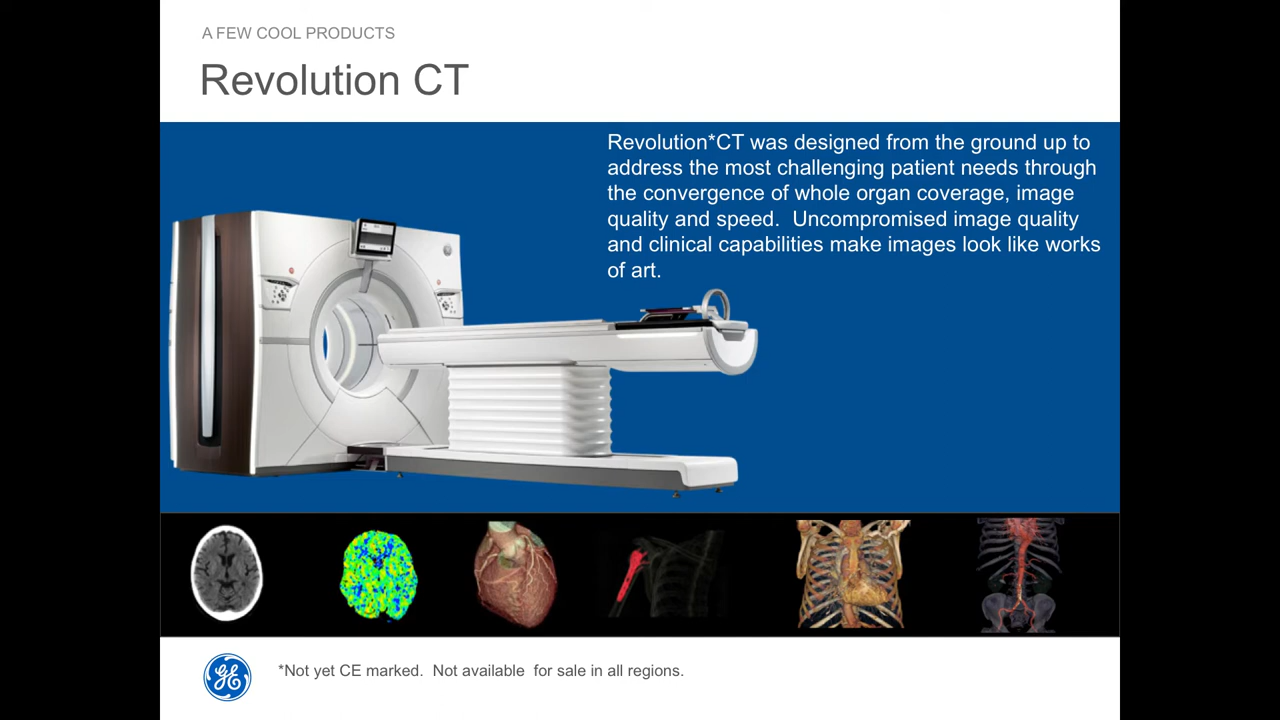 A FEW COOL PRODUCTS
Revolution CT
Revolution*CT was designed from the ground up to
address the most challenging patient needs through
the convergence of whole organ coverage, image
quality and speed.  Uncompromised image quality
and clinical capabilities make images look like works
of art.
GE
*Not yet CE marked.  Not available  for sale in all regions.